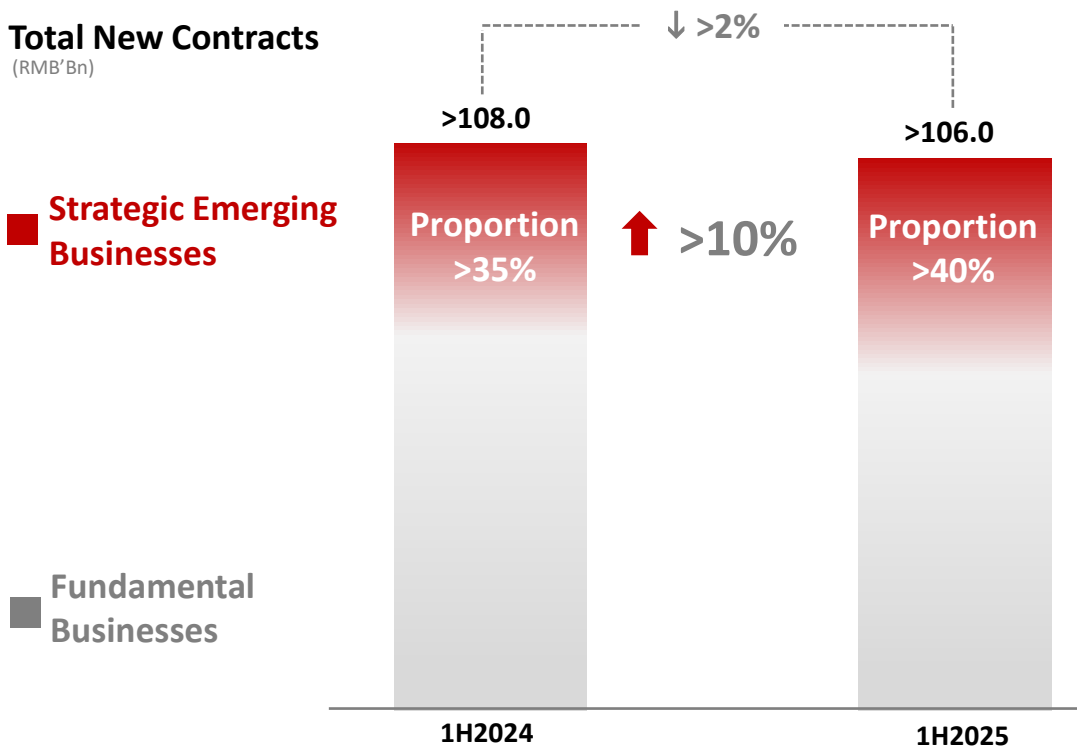 Total New Contracts
(RMB'Bn)
↓ >2%
>108.0
>106.0
Strategic Emerging
Businesses
Proportion
>35%
>10%
Proportion
>40%
Fundamental
Businesses
1H2024
1H2025